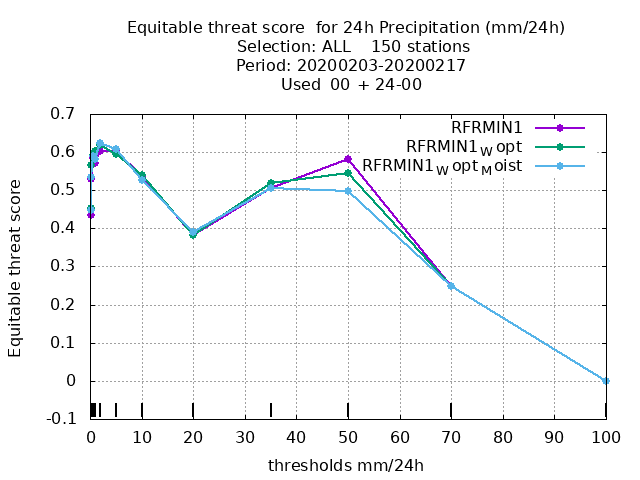 Equitable threat score  for 24h Precipitation (mm/24h)
Selection: ALL    150 stations
Period: 20200203-20200217
Used  00 + 24-00
RFRMIN1
RFRMIN1Wopt
RFRMIN1WoptMoist
Equitable threat score
0.7
0.6
0.5
0.4
0.3
0.2
0.1
0
-0.1
0 10 20 30 40 50 60 70 80 90 100
thresholds mm/24h